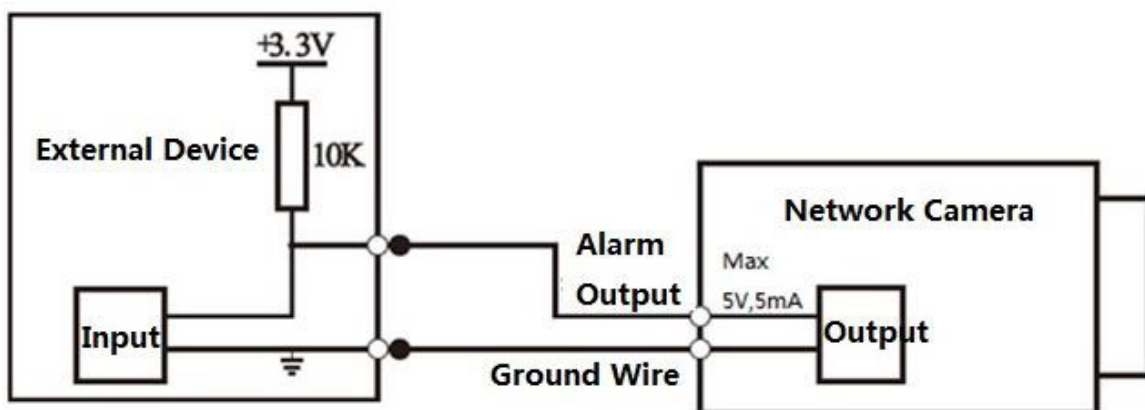 +3.3V
External Device
10K
Network Camera
Alarm
Output
Max
5V,5mA
Input
Output
Ground Wire